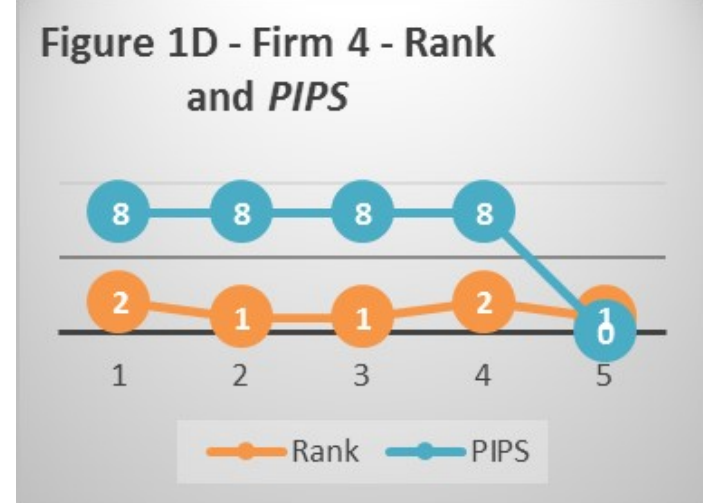 Figure 1D - Firm 4 - Rank
and PIPS
8 8 8 8
2 1 1 2 1
0
1 2 3 4 5
Rank PIPS